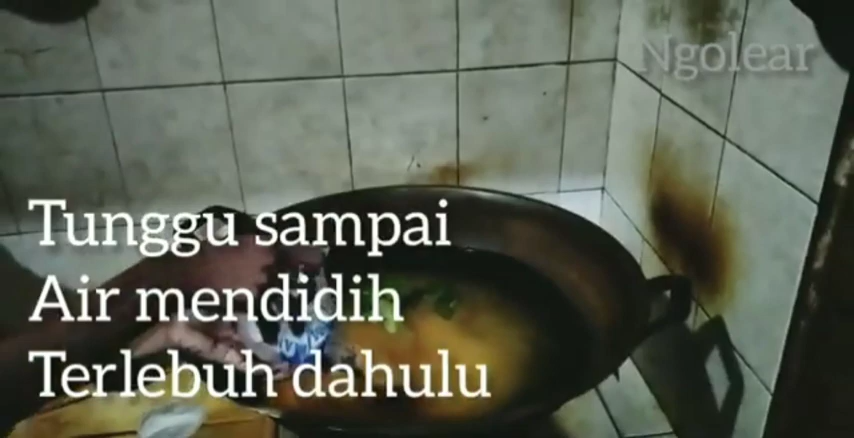 Ngolear
Tunggu sampai
Air mendidih
Terlebuh dahulu